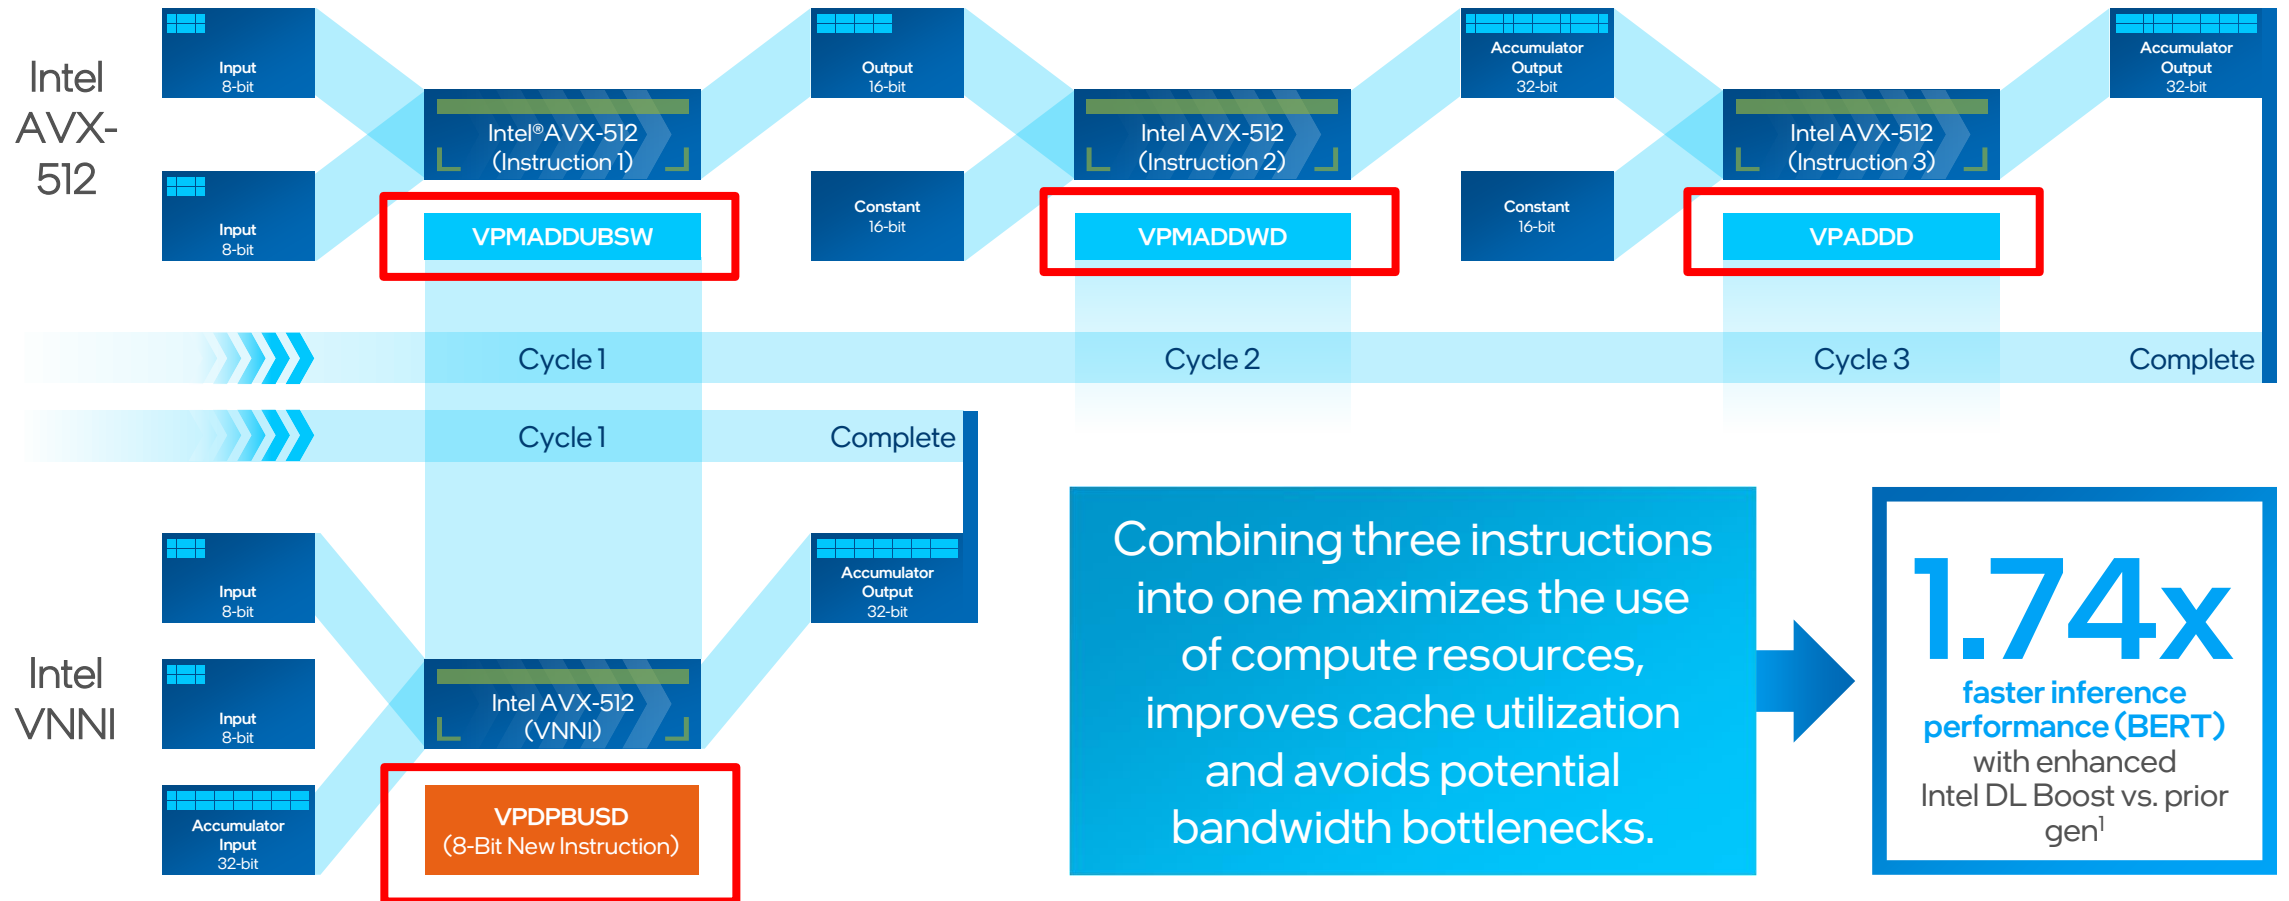 Intel
AVX-
512
Input
8-bit
Input
8-bit
Intel®AVX-512
(Instruction 1)
VPMADDUBSW
Output
16-bit
Constant
16-bit
Intel AVX-512
(Instruction 2)
VPMADDWD
Accumulator
Output
32-bit
Constant
16-bit
Intel AVX-512
(Instruction 3)
VPADDD
Accumulator
Output
32-bit
Cycle 1
Cycle 2
Cycle 3
Complete
Cycle 1
Complete
Intel
VNNI
Input
8-bit
Input
8-bit
Accumulator
Input
32-bit
Intel AVX-512
(VNNI)
VPDPBUSD
(8-Bit New Instruction)
Accumulator
Output
32-bit
Combining three instructions
into one maximizes the use
of compute resources,
improves cache utilization
and avoids potential
bandwidth bottlenecks.
1.74x
faster inference
performance (BERT)
with enhanced
Intel DL Boost vs. prior
gen¹